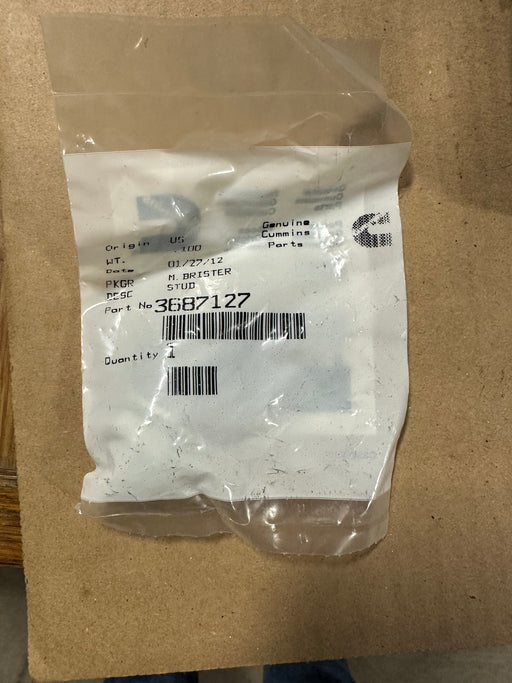 Origin US
WT. .100
Date 01/27/12
PKGR M. BRISTER
DESC STUD
Part No 3687127
Quantity 1
Genuine
Cummins
Parts